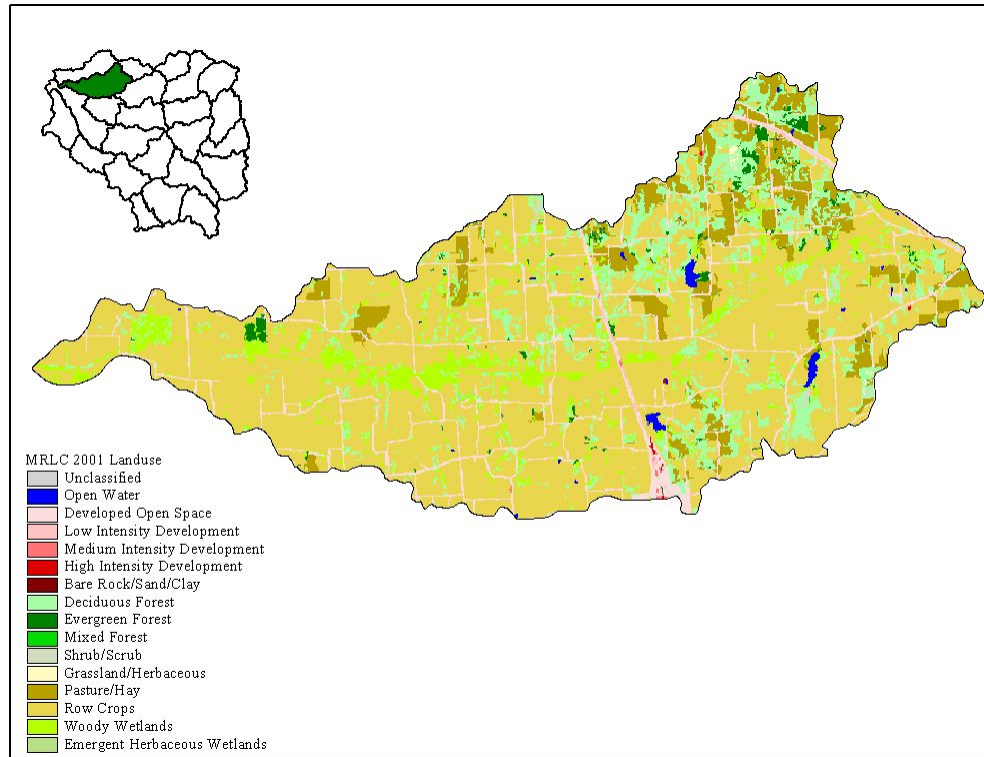 MRLC 2001 Landuse
Unclassified
Open Water
Developed Open Space
Low Intensity Development
Medium Intensity Development
High Intensity Development
Bare Rock/Sand/Clay
Deciduous Forest
Evergreen Forest
Mixed Forest
Shrub/Scrub
Grassland/Herbaceous
Pasture/Hay
Row Crops
Woody Wetlands
Emergent Herbaceous Wetlands